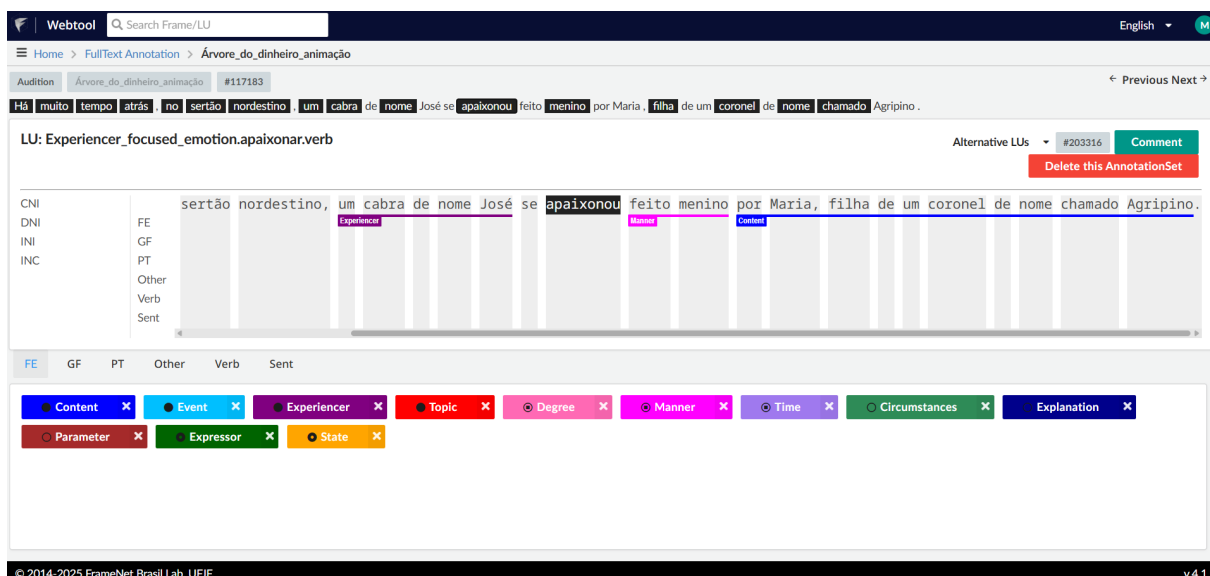 Webtool Search Frame/LU English M
Home > FullText Annotation > Árvore_do_dinheiro_animação
Audition Árvore_do_dinheiro_animação #117183 Previous Next
Há muito tempo atrás , no sertão nordestino , um cabra de nome José se apaixonou feito menino por Maria , filha de um coronel de nome chamado Agripino .
LU: Experiencer_focused_emotion.apaixonar.verb Alternative LUs #203316 Comment
Delete this AnnotationSet
CNI sertão nordestino, um cabra de nome José se apaixonou feito menino por Maria, filha de um coronel de nome chamado Agripino.
DNI FE Experiencer Manner Content
INI GF
INC PT
Other
Verb
Sent
FE GF PT Other Verb Sent
Content Event Experiencer Topic Degree Manner Time Circumstances Explanation
Parameter Expressor State
© 2014-2025 FrameNet Brasil Lab, UFJF. v 4.1